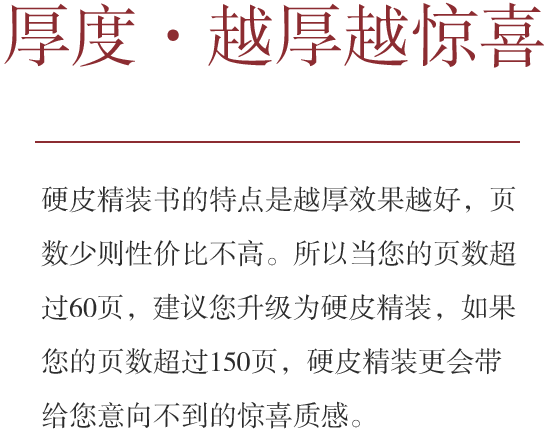 厚度·越厚越惊喜
硬皮精装书的特点是越厚效果越好，页
数少则性价比不高。所以当您的页数超
过60页，建议您升级为硬皮精装，如果
您的页数超过150页，硬皮精装更会带
给您意向不到的惊喜质感。